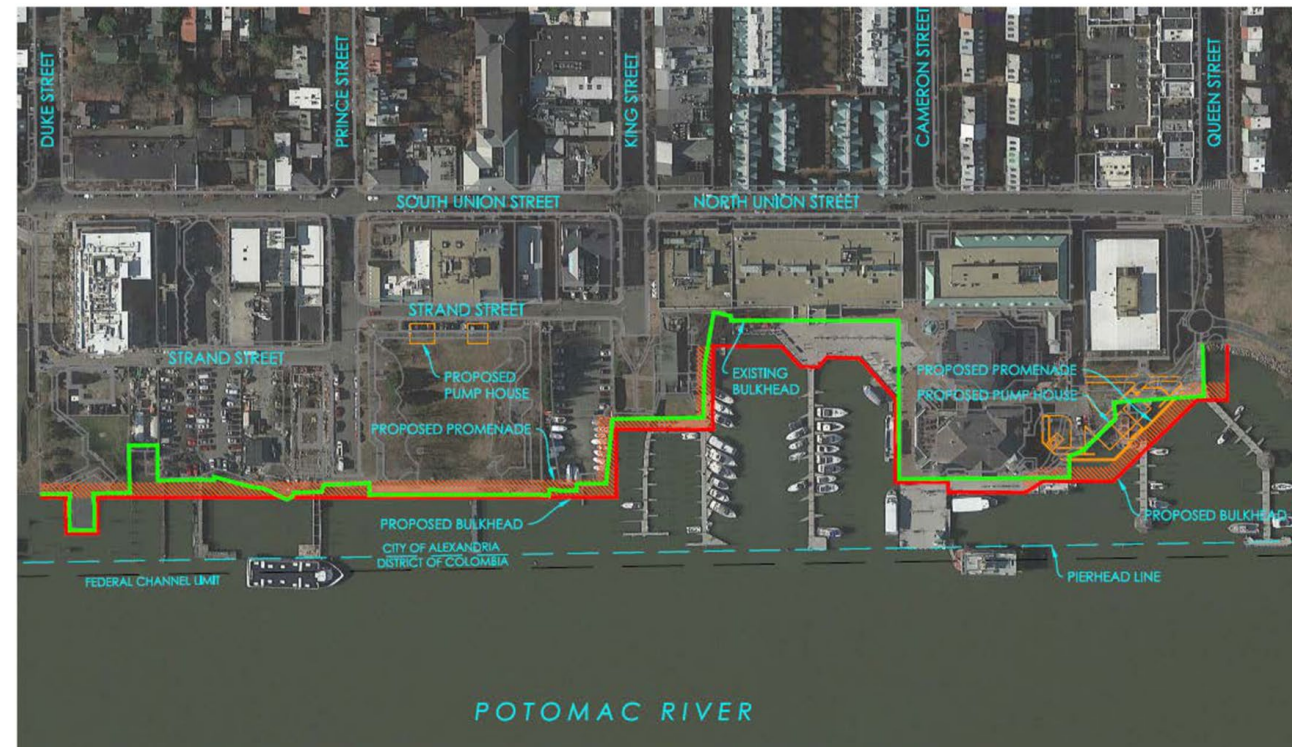 DUKE STREET
PRINCE STREET
KING STREET
CAMERON STREET
QUEEN STREET
SOUTH UNION STREET
NORTH UNION STREET
STRAND STREET
STRAND STREET
PROPOSED
PUMP HOUSE
EXISTING
BULKHEAD
PROPOSED PROMENADE
PROPOSED PUMP HOUSE
PROPOSED PROMENADE
PROPOSED BULKHEAD
PROPOSED BULKHEAD
CITY OF ALEXANDRIA
DISTRICT OF COLOMBIA
FEDERAL CHANNEL LIMIT
PIERHEAD LINE
POTOMAC RIVER